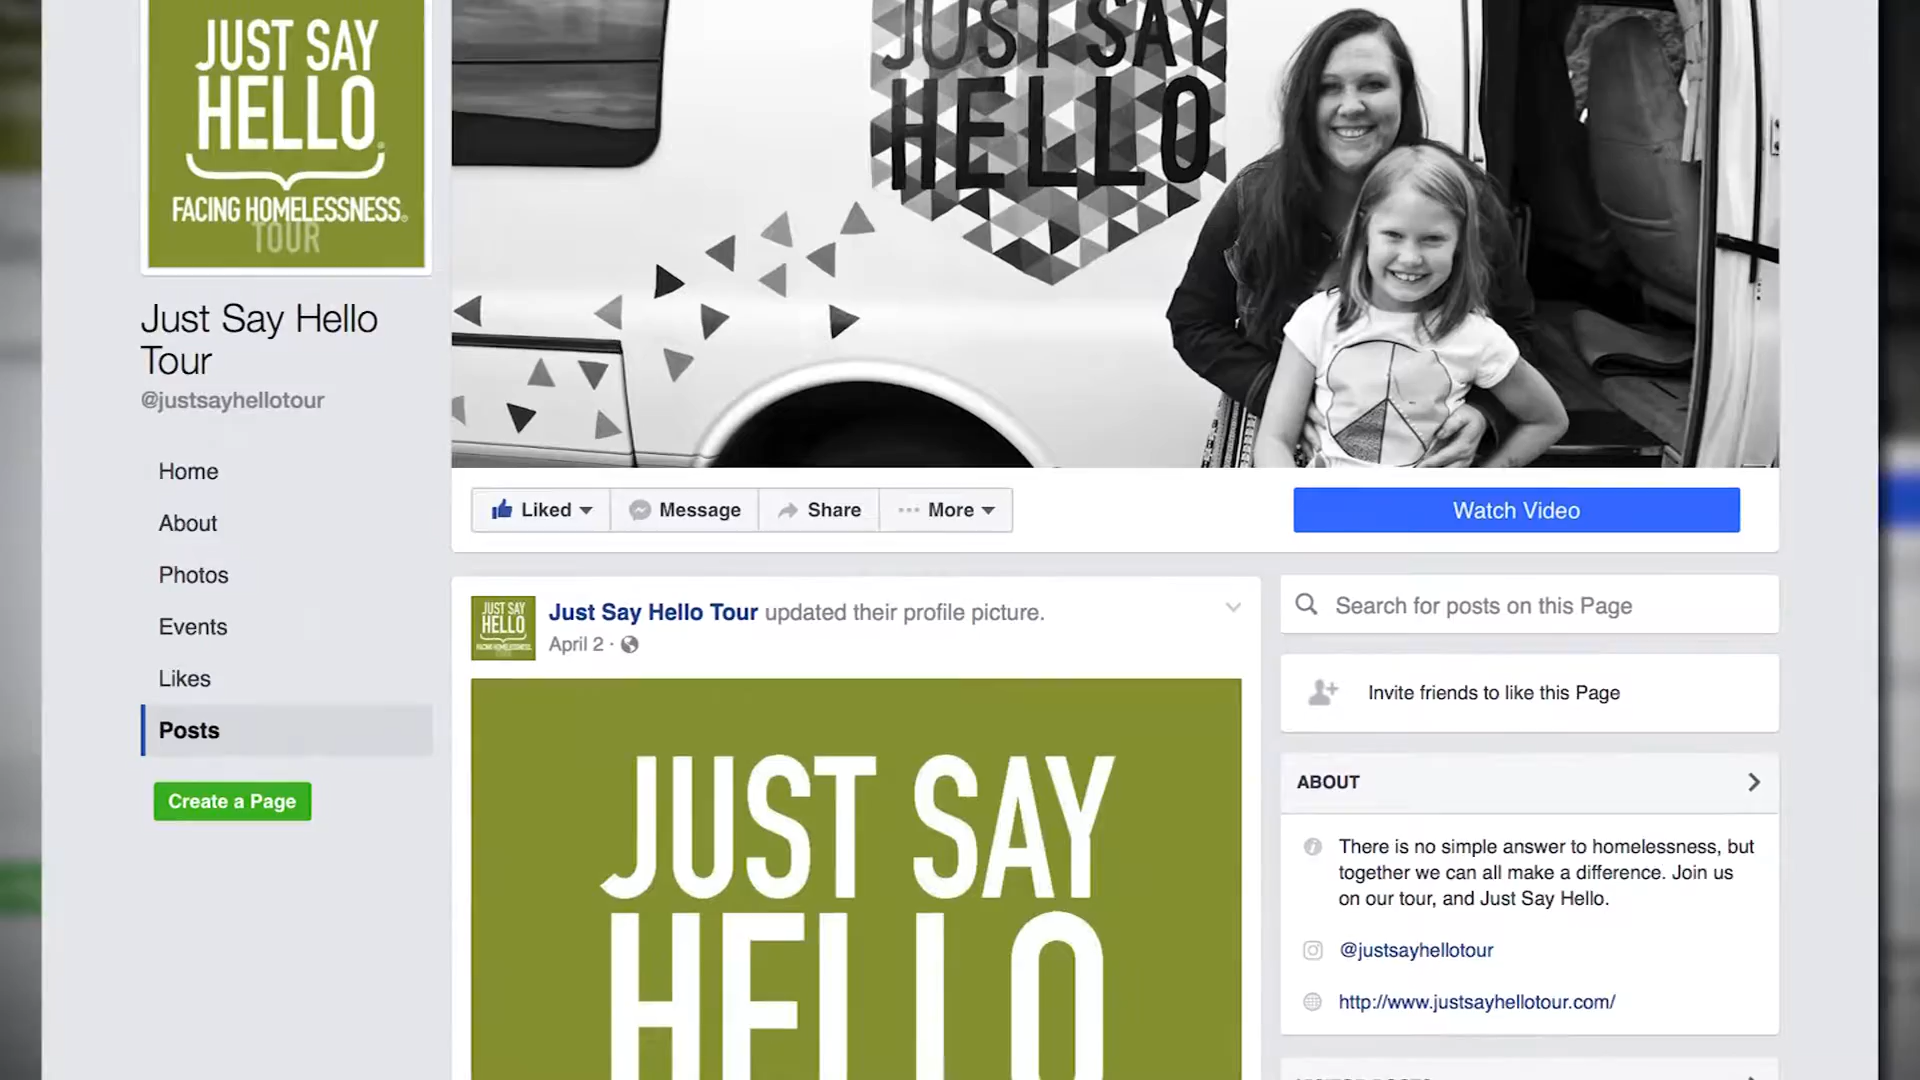 JUST SAY
HELLO
FACING HOMELESSNESS®
TOUR
JUST SAY
HELLO
Just Say Hello
Tour
@justsayhellotour
Home
About
Photos
Events
Likes
Posts
Create a Page
Liked
Message
Share
More
Watch Video
JUST SAY
HELLO
FACING HOMELESSNESS
Just Say Hello Tour updated their profile picture.
April 2 ·
JUST SAY
HELLO
Search for posts on this Page
Invite friends to like this Page
ABOUT
There is no simple answer to homelessness, but
together we can all make a difference. Join us
on our tour, and Just Say Hello.
@justsayhellotour
http://www.justsayhellotour.com/